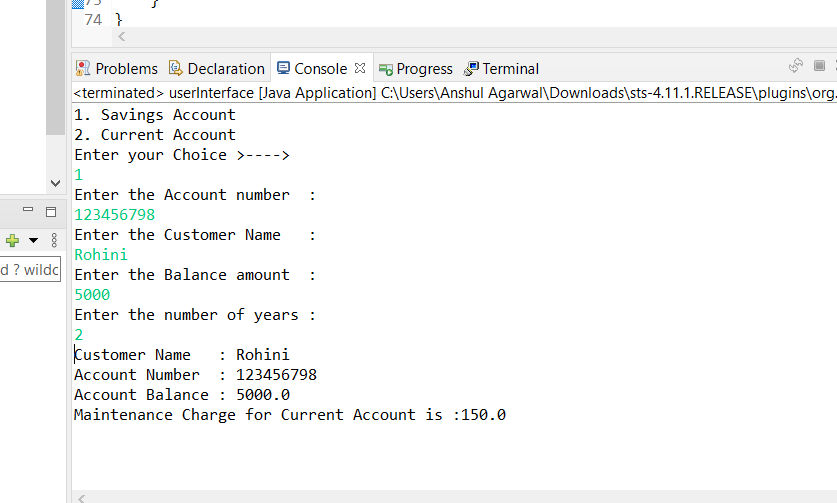 74 }
Problems Declaration Console Progress Terminal
<terminated> userInterface [Java Application] C:\Users\Anshul Agarwal\Downloads\sts-4.11.1.RELEASE\plugins\org.
1. Savings Account
2. Current Account
Enter your Choice >---->
1
Enter the Account number  :
123456798
Enter the Customer Name   :
Rohini
Enter the Balance amount  :
5000
Enter the number of years :
2
d ? wildc
Customer Name   : Rohini
Account Number  : 123456798
Account Balance : 5000.0
Maintenance Charge for Current Account is :150.0